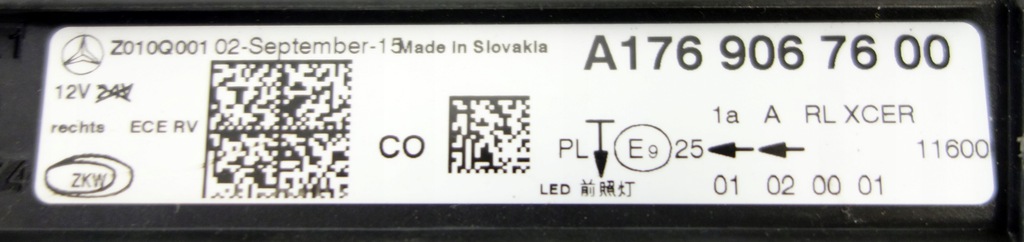 Z010Q001 02-September-15 Made in Slovakia
A176 906 76 00
12V 24V
1a A RL XCER
rechts ECE RV
CO
PL E9 25
11600
ZKW
LED 前照灯
01 02 00 01